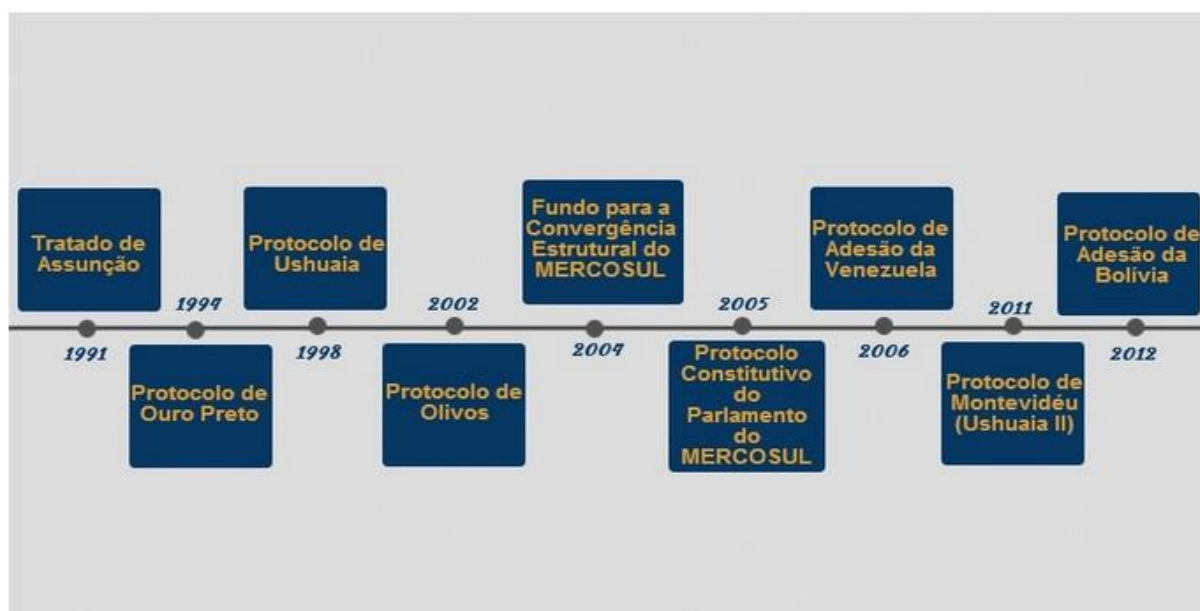 Tratado de
Assunção
1991
1994
Protocolo de
Ouro Preto
Protocolo de
Ushuaia
1998
2002
Protocolo de
Olivos
Fundo para a
Convergência
Estrutural do
MERCOSUL
2004
2005
Protocolo
Constitutivo
do
Parlamento
do
MERCOSUL
Protocolo de
Adesão da
Venezuela
2006
2011
Protocolo de
Montevidéu
(Ushuaia II)
Protocolo de
Adesão da
Bolívia
2012